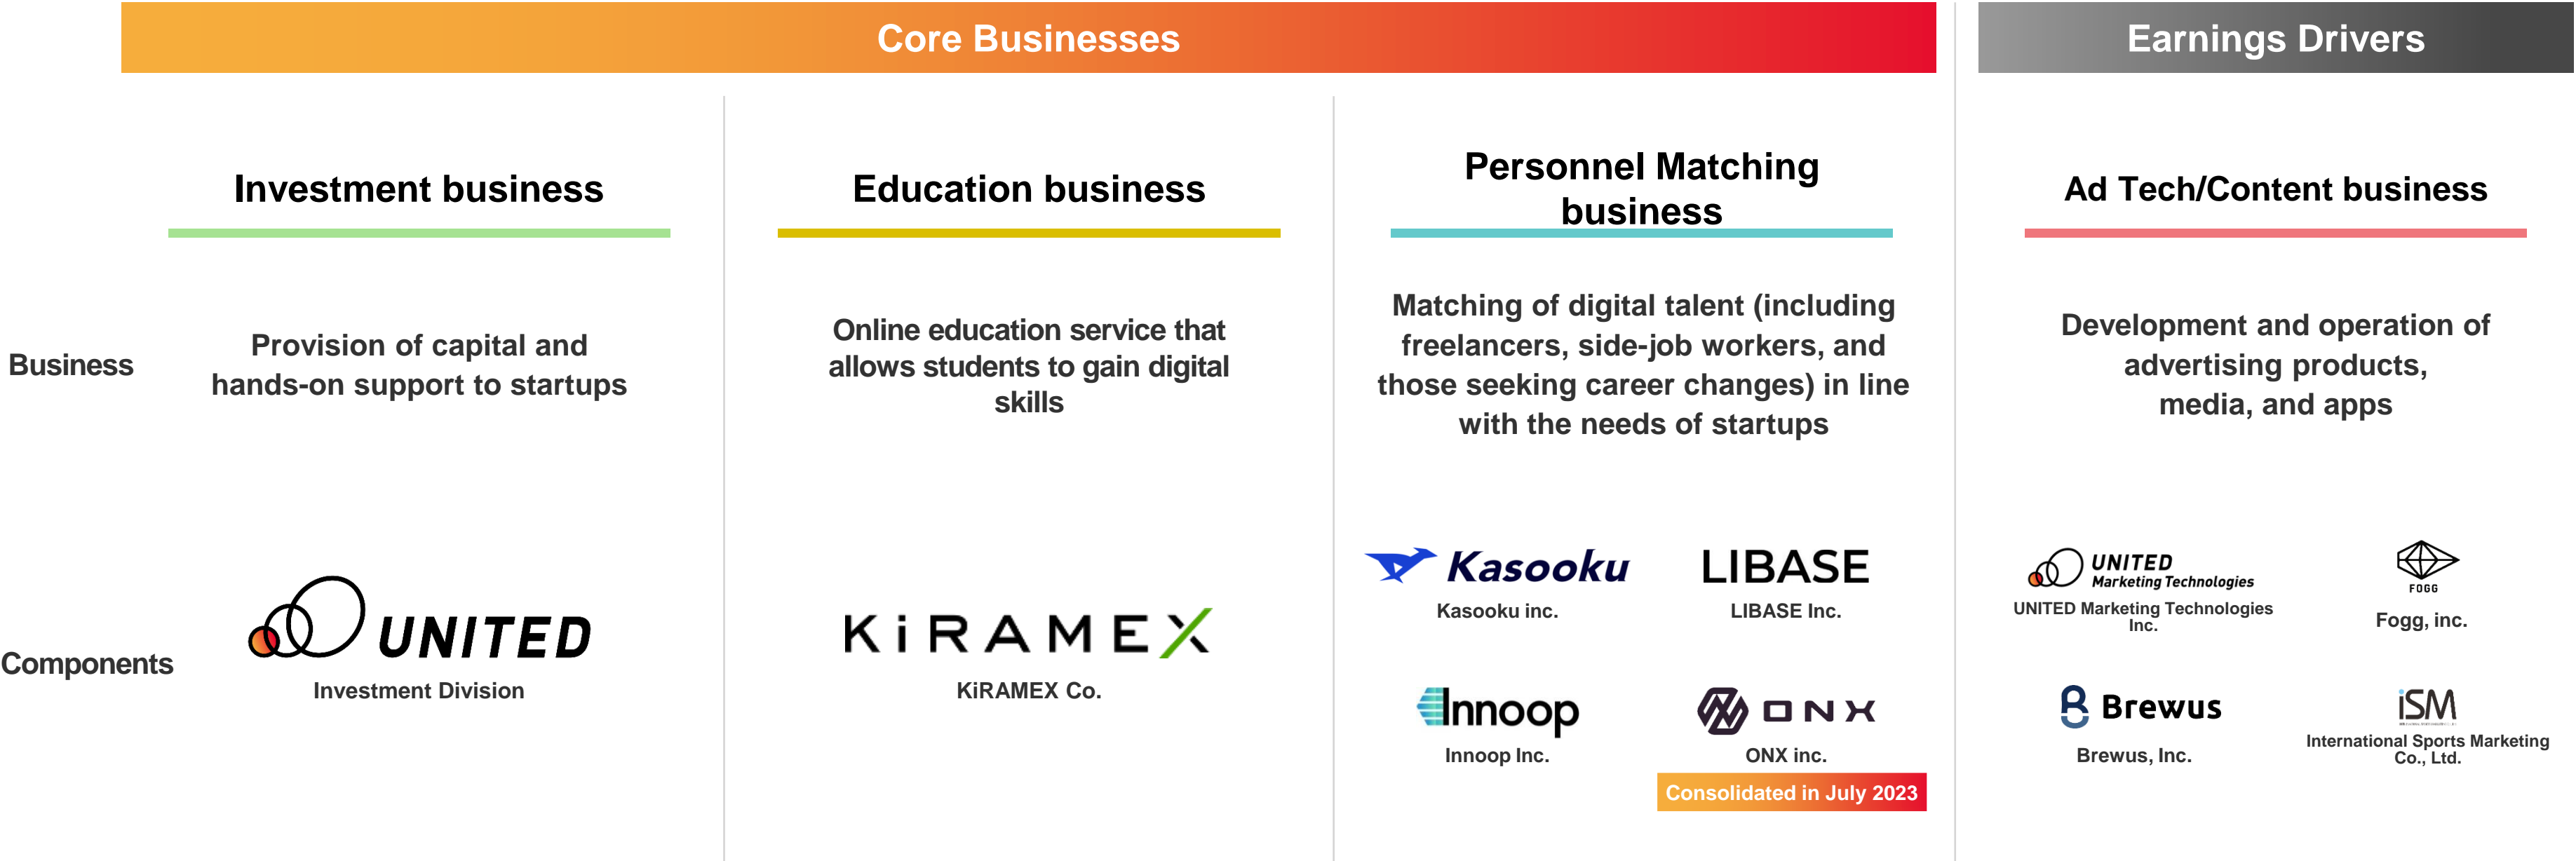 Core Businesses
Earnings Drivers
Investment business
Education business
Personnel Matching
business
Ad Tech/Content business
Business
Provision of capital and
hands-on support to startups
Online education service that
allows students to gain digital
skills
Matching of digital talent (including
freelancers, side-job workers, and
those seeking career changes) in line
with the needs of startups
Development and operation of
advertising products,
media, and apps
Components
UNITED
Investment Division
KiRAMEX
KiRAMEX Co.
Kasooku
Kasooku inc.
LIBASE
LIBASE Inc.
Innoop
Innoop Inc.
ONX
ONX inc.
Consolidated in July 2023
UNITED
Marketing Technologies
UNITED Marketing Technologies
Inc.
FOGG
Fogg, inc.
Brewus
Brewus, Inc.
iSM
International Sports Marketing
Co., Ltd.